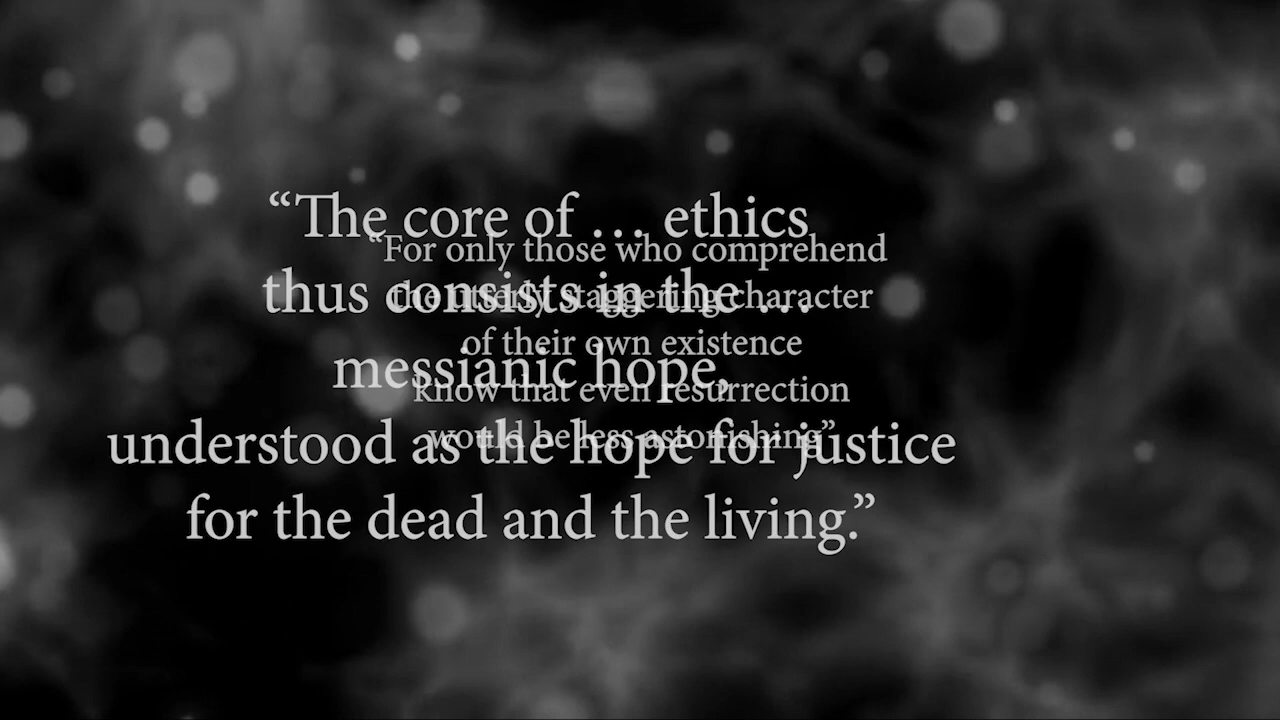 “The core of … ethics
thus consists in the …
messianic hope,
understood as the hope for justice
for the dead and the living.”
“For only those who comprehend
the utterly staggering character
of their own existence
know that even resurrection
would be less astonishing”